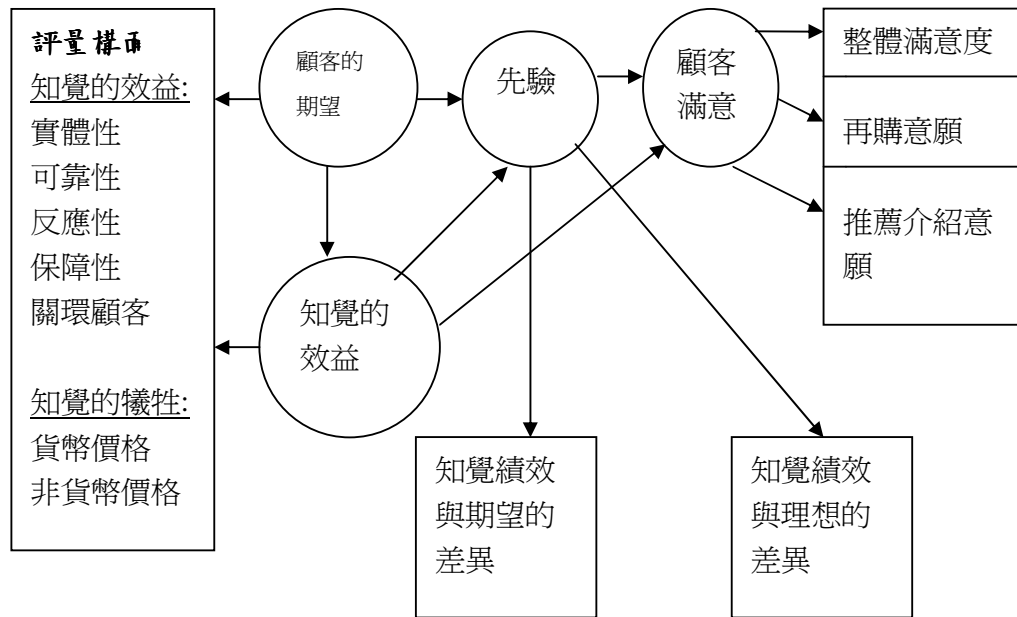 評量構面
知覺的效益:
實體性
可靠性
反應性
保障性
關環顧客
知覺的犧牲:
貨幣價格
非貨幣價格
顧客的
期望
先驗
顧客
滿意
整體滿意度
再購意願
推薦介紹意
願
知覺的
效益
知覺績效
與期望的
差異
知覺績效
與理想的
差異